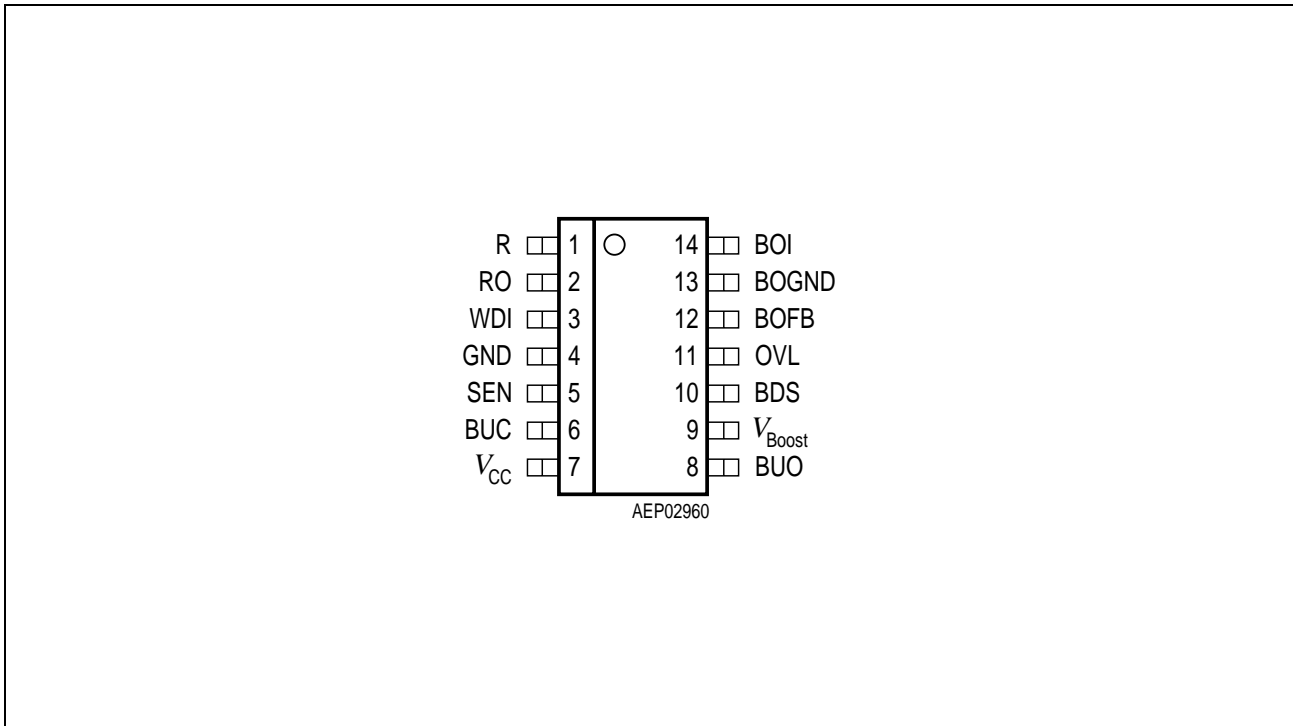 R 1 14 BOI
RO 2 13 BOGND
WDI 3 12 BOFB
GND 4 11 OVL
SEN 5 10 BDS
BUC 6 9 VBoost
VCC 7 8 BUO
AEP02960